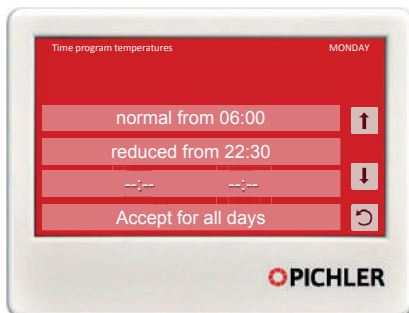 Time program temperatures MONDAY
normal from 06:00
reduced from 22:30
--:-- --:--
Accept for all days
PICHLER